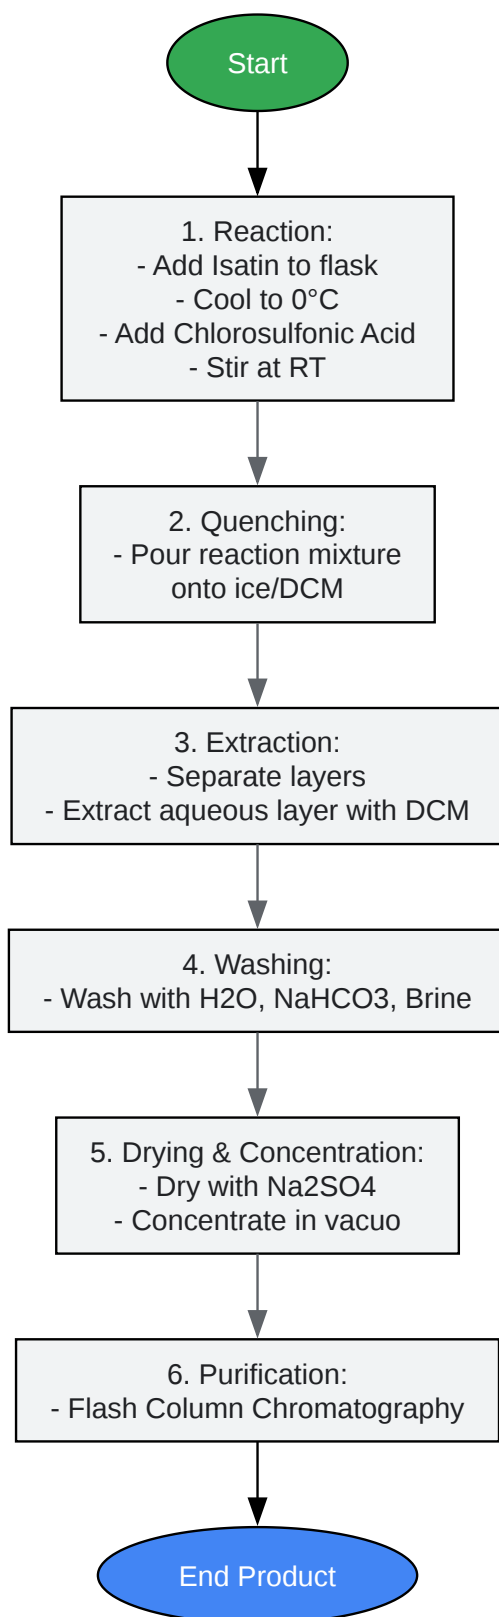 Start
1. Reaction:
- Add Isatin to flask
- Cool to 0°C
- Add Chlorosulfonic Acid
- Stir at RT
2. Quenching:
- Pour reaction mixture
onto ice/DCM
3. Extraction:
- Separate layers
- Extract aqueous layer with DCM
4. Washing:
- Wash with H2O, NaHCO3, Brine
5. Drying & Concentration:
- Dry with Na2SO4
- Concentrate in vacuo
6. Purification:
- Flash Column Chromatography
End Product